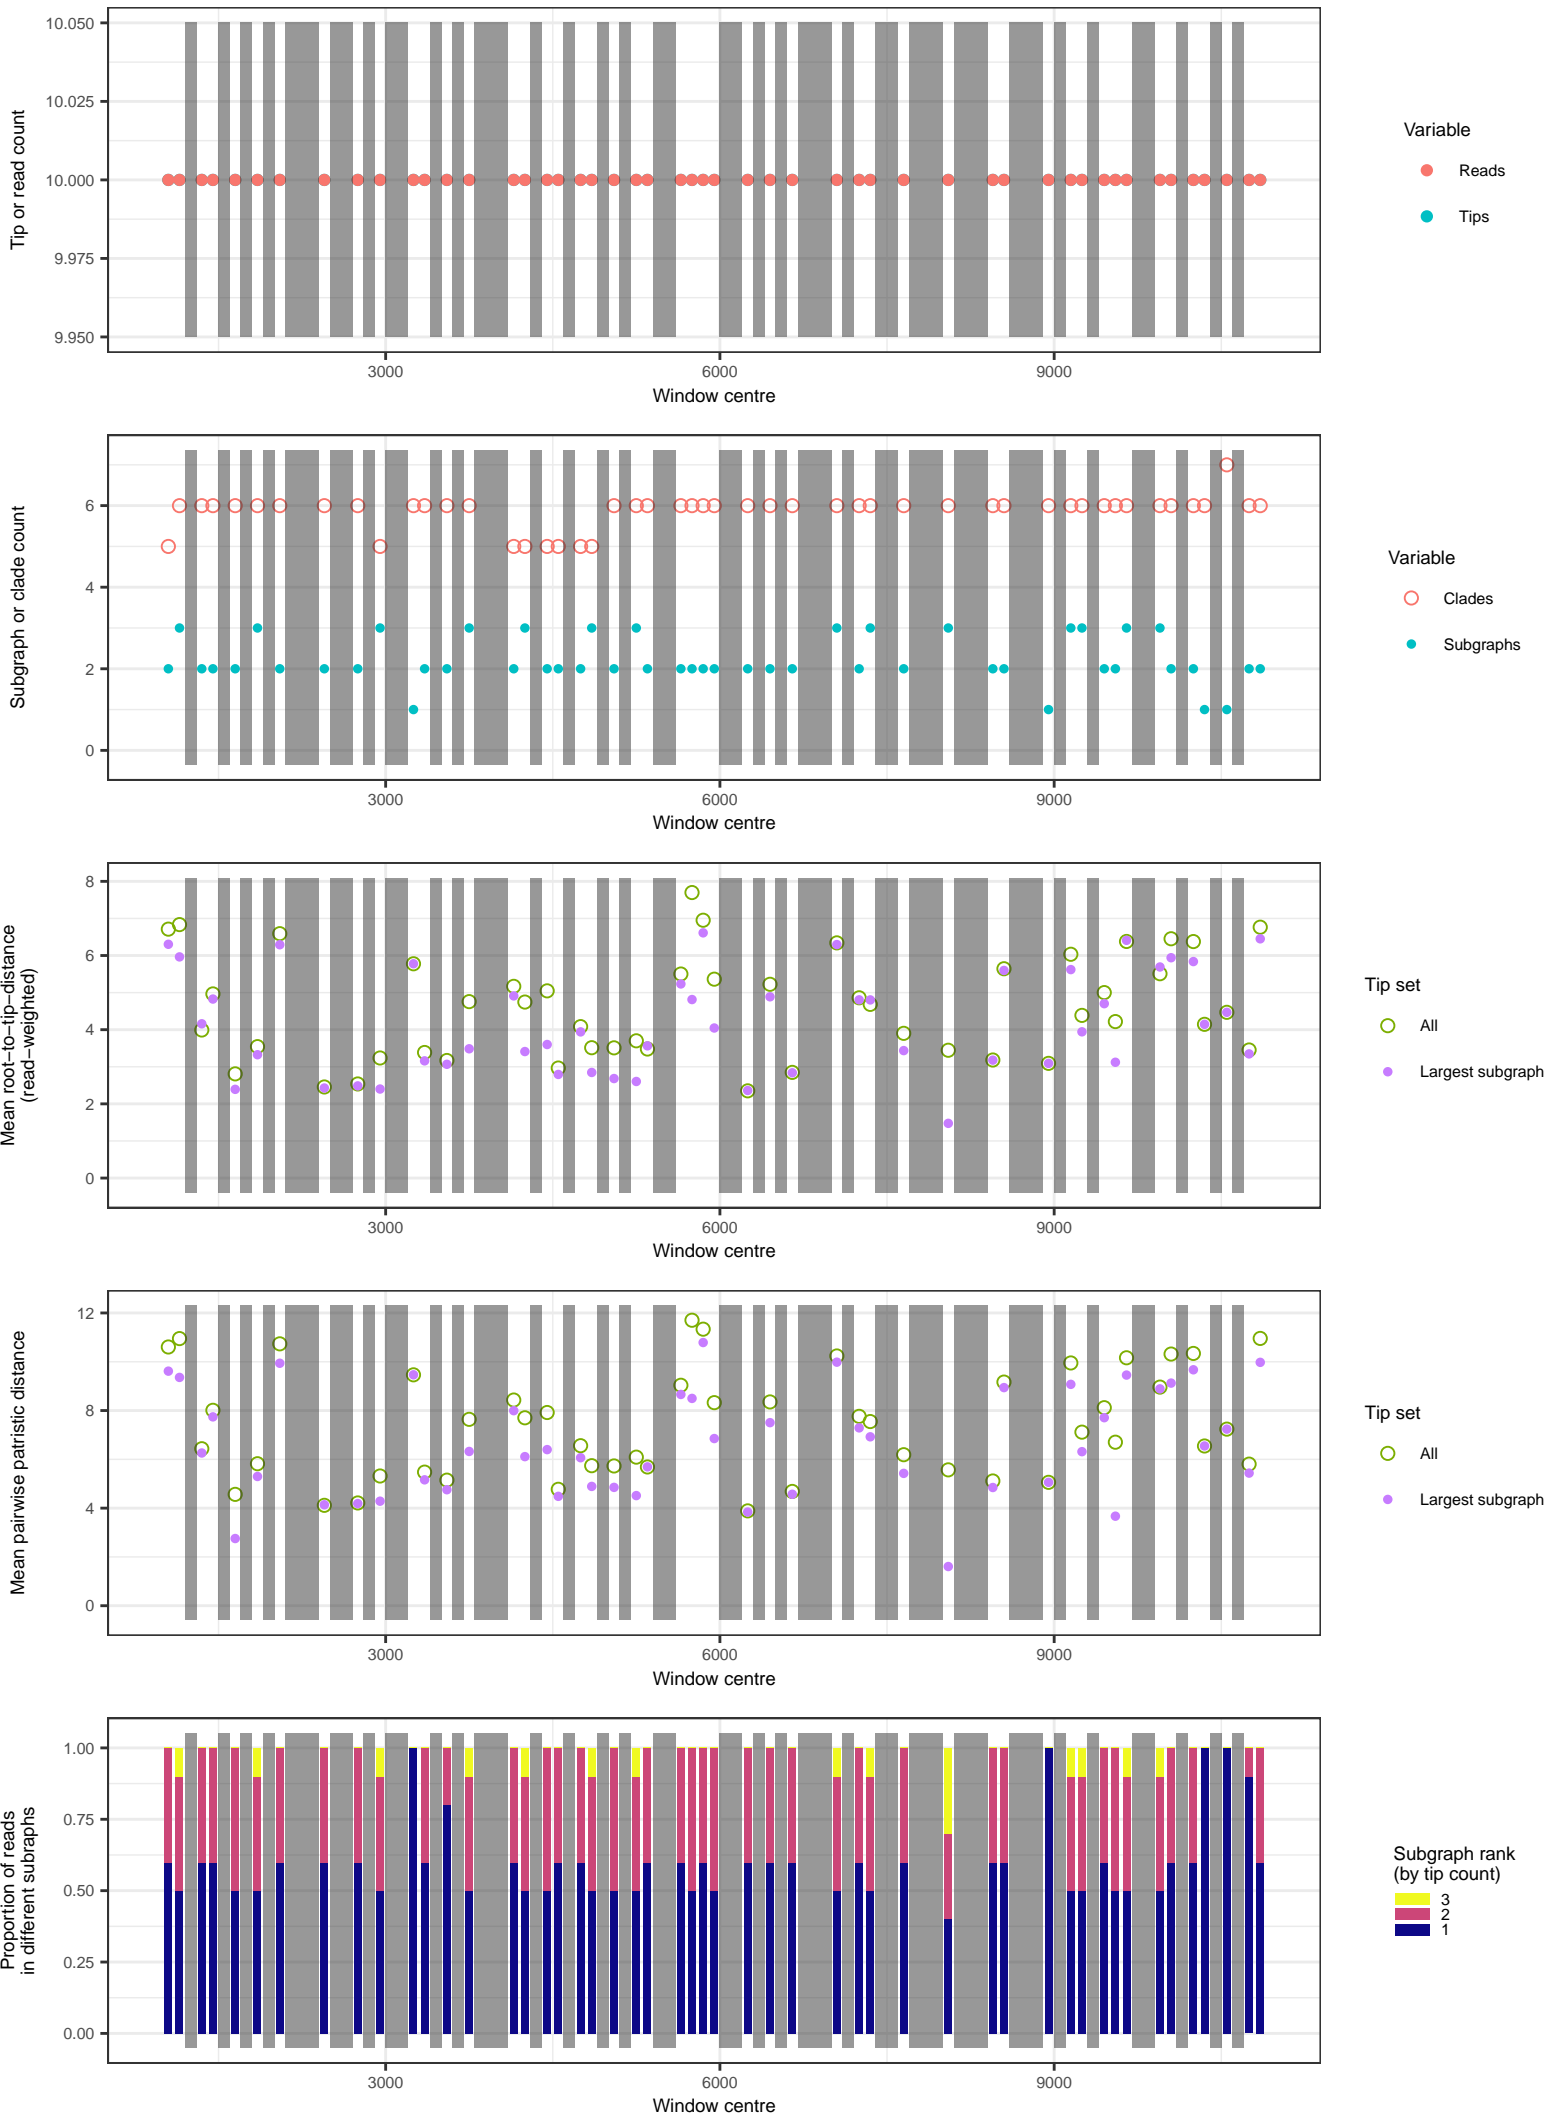 10.050
10.025
10.000
9.975
9.950
Tip or read count
3000
6000
9000
Window centre
Variable
Reads
Tips
6
4
2
0
Subgraph or clade count
3000
6000
9000
Window centre
Variable
Clades
Subgraphs
8
6
4
2
0
Mean root−to−tip−distance
(read−weighted)
3000
6000
9000
Window centre
Tip set
All
Largest subgraph
12
8
4
0
Mean pairwise patristic distance
3000
6000
9000
Window centre
Tip set
All
Largest subgraph
1.00
0.75
0.50
0.25
0.00
Proportion of reads
in different subraphs
3000
6000
9000
Window centre
Subgraph rank
(by tip count)
3
2
1